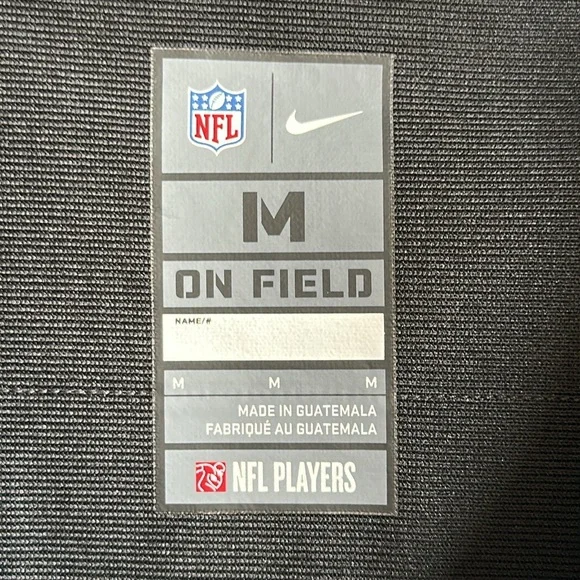 NFL
M
ON FIELD
NAME/#
M M M
MADE IN GUATEMALA
FABRIQUÉ AU GUATEMALA
NFL PLAYERS